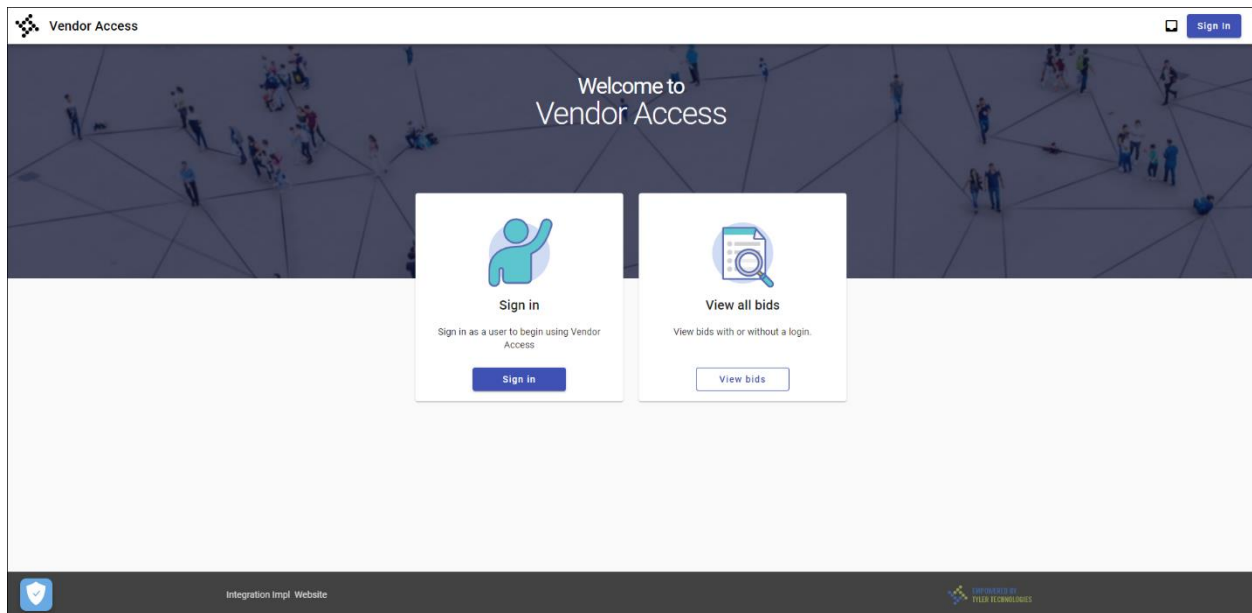 Vendor Access
Sign In
Welcome to
Vendor Access
Sign in
Sign in as a user to begin using Vendor
Access
Sign in
View all bids
View bids with or without a login.
View bids
Integration Impl Website
EMPOWERED BY
TYLER TECHNOLOGIES